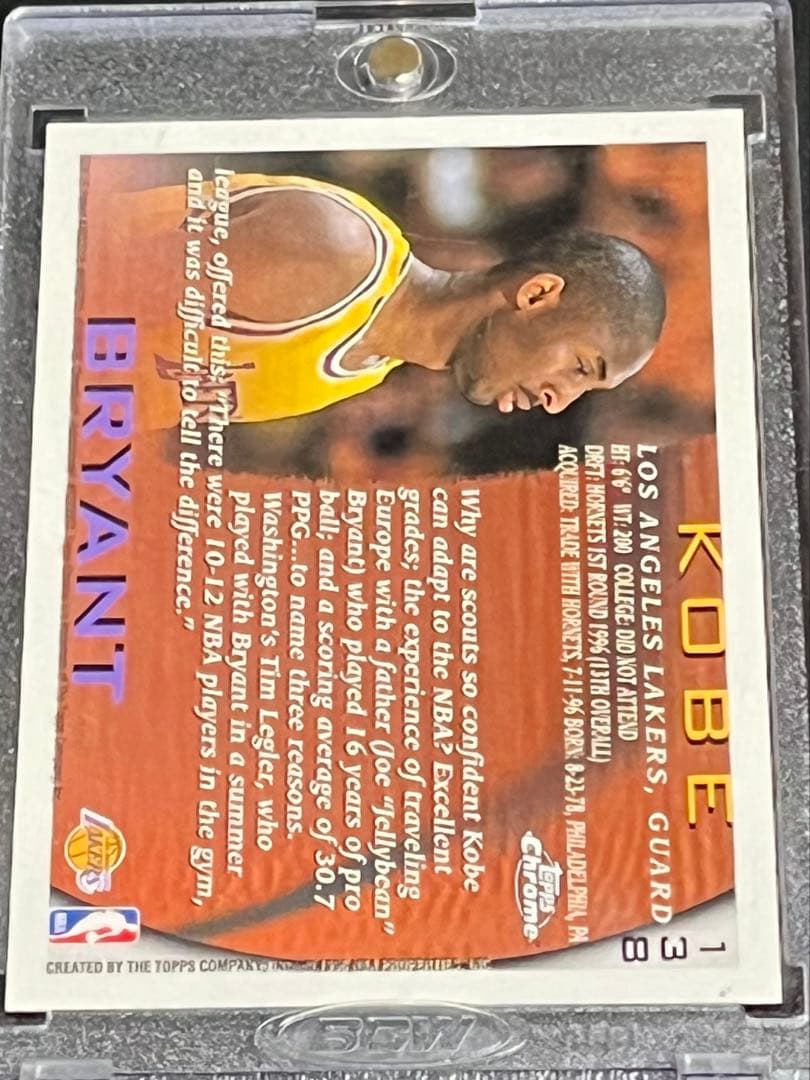 138
KOBE
LOS ANGELES LAKERS, GUARD
HT: 6'6" WT: 200 COLLEGE: DID NOT ATTEND
DRFT: HORNETS 1ST ROUND 1996 (13TH OVERALL)
ACQUIRED: TRADE WITH HORNETS, 7-11-96 BORN: 8-23-78, PHILADELPHIA, PA
Topps
Chrome
Why are scouts so confident Kobe
can adapt to the NBA? Excellent
grades; the experience of traveling
Europe with a father (Joe "Jellybean"
Bryant) who played 16 years of pro
ball; and a scoring average of 30.7
PPG...to name three reasons.
Washington's Tim Legler, who
played with Bryant in a summer
league, offered this: "There were 10-12 NBA players in the gym,
and it was difficult to tell the difference."
BRYANT
LAKERS
NBA
CREATED BY THE TOPPS COMPANY, INC.
BCW